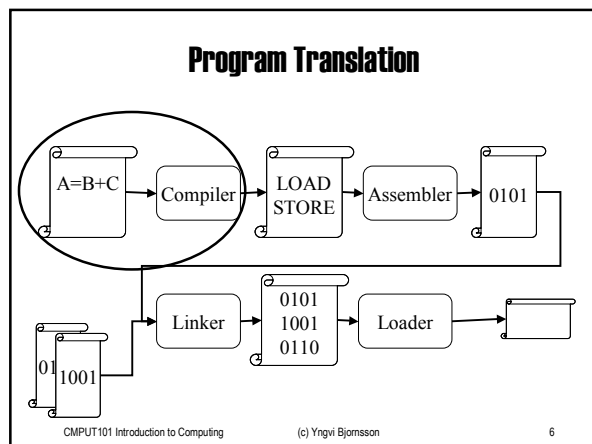 Program Translation
A=B+C
Compiler
LOAD
STORE
Assembler
0101
01
1001
Linker
0101
1001
0110
Loader
CMPUT101 Introduction to Computing (c) Yngvi Bjornsson 6